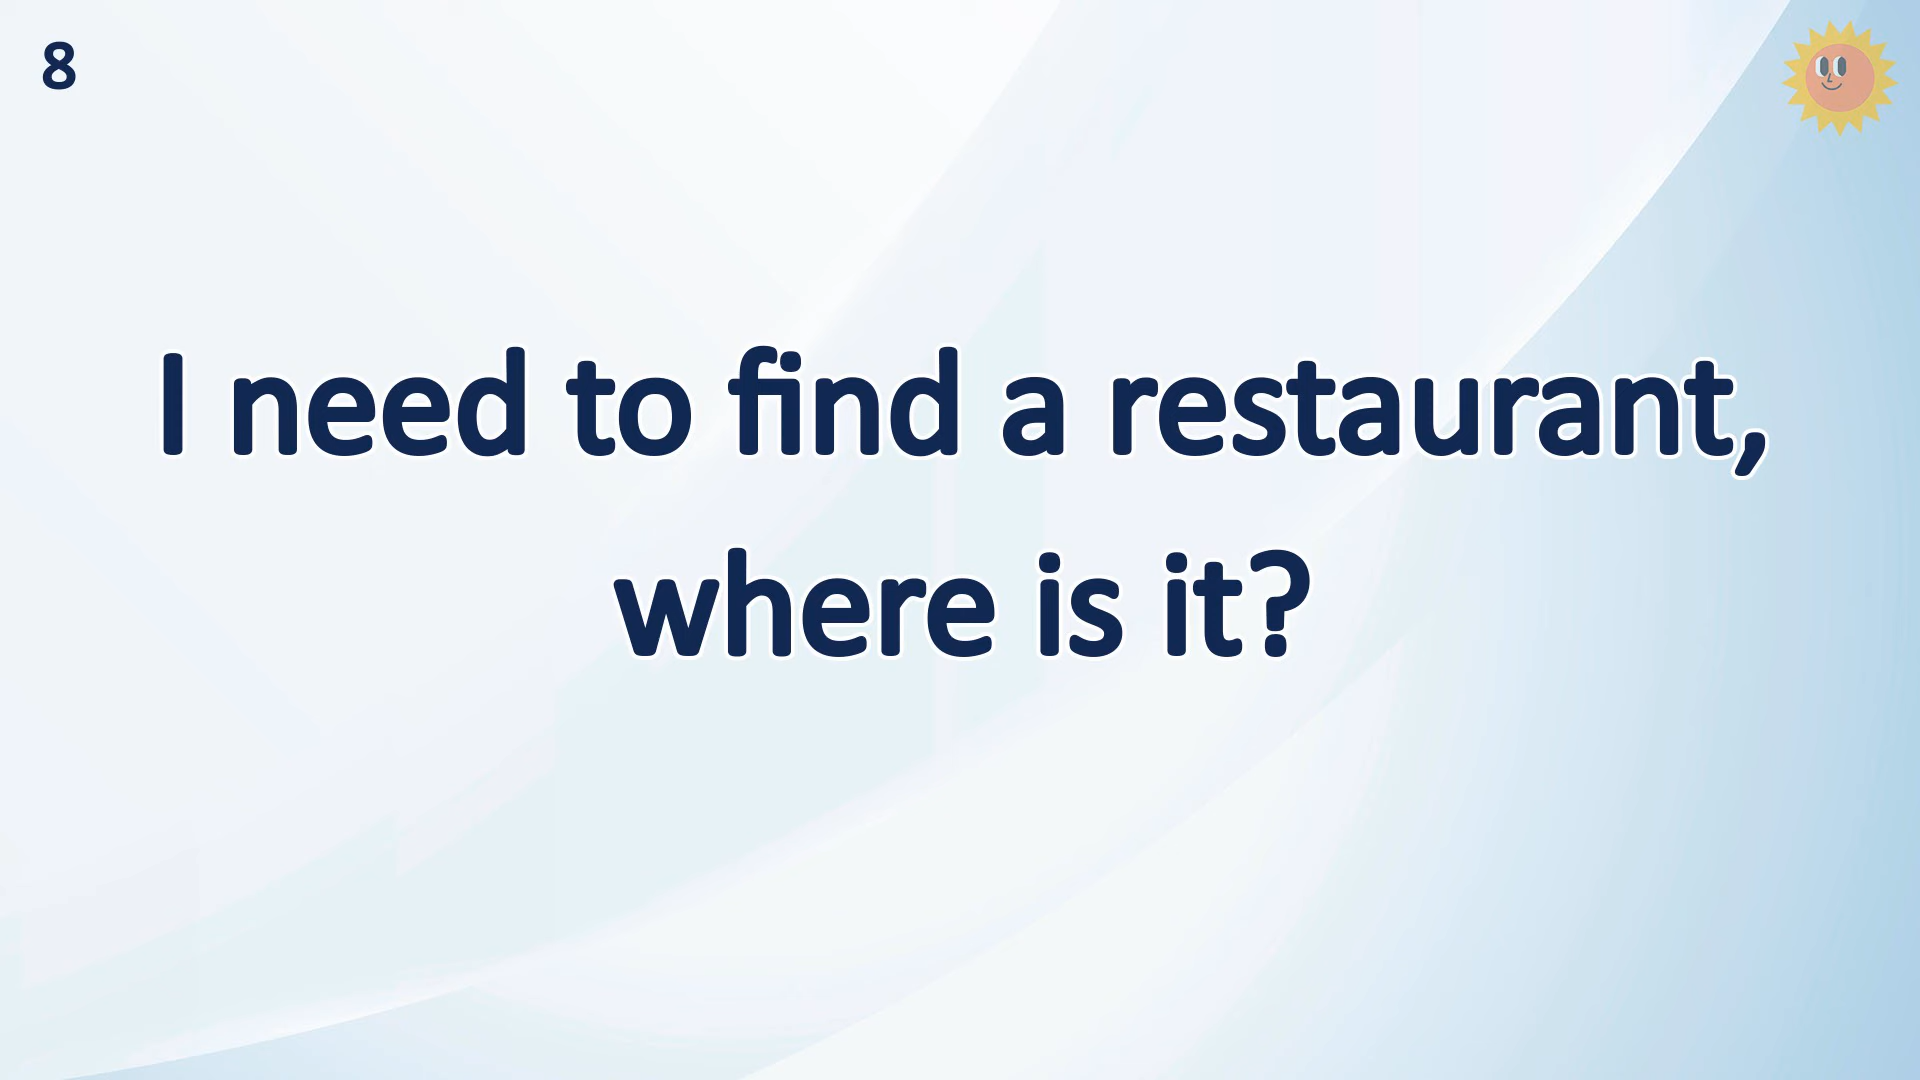 8
I need to find a restaurant,
where is it?